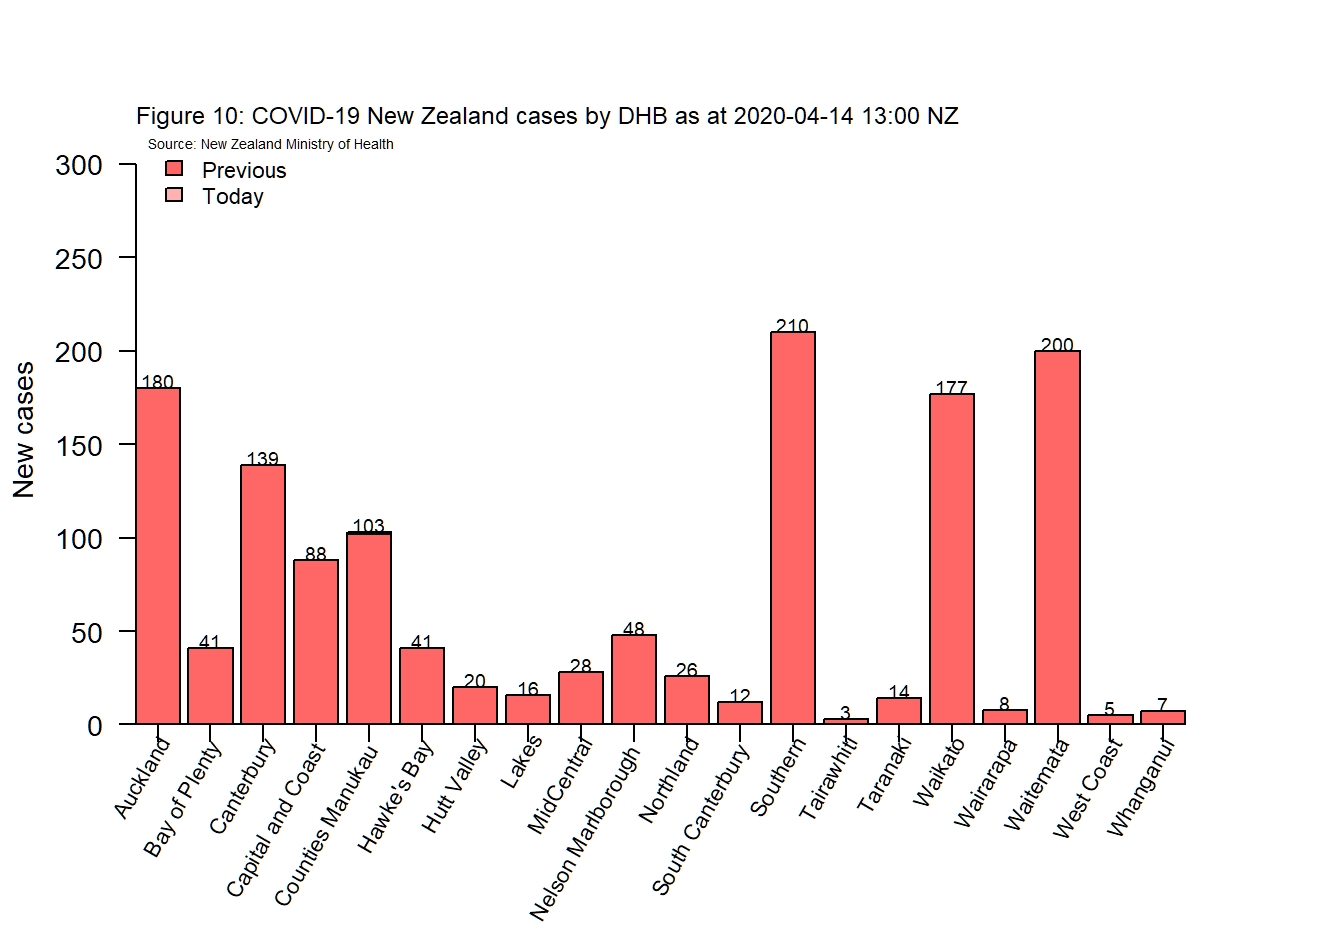 Figure 10: COVID-19 New Zealand cases by DHB as at 2020-04-14 13:00 NZ
Source: New Zealand Ministry of Health
Previous
Today
New cases
300
250
200
150
100
50
0
180
41
139
88
103
41
20
16
28
48
26
12
210
3
14
177
8
200
5
7
Auckland
Bay of Plenty
Canterbury
Capital and Coast
Counties Manukau
Hawke's Bay
Hutt Valley
Lakes
MidCentral
Nelson Marlborough
Northland
South Canterbury
Southern
Tairawhiti
Taranaki
Waikato
Wairarapa
Waitemata
West Coast
Whanganui